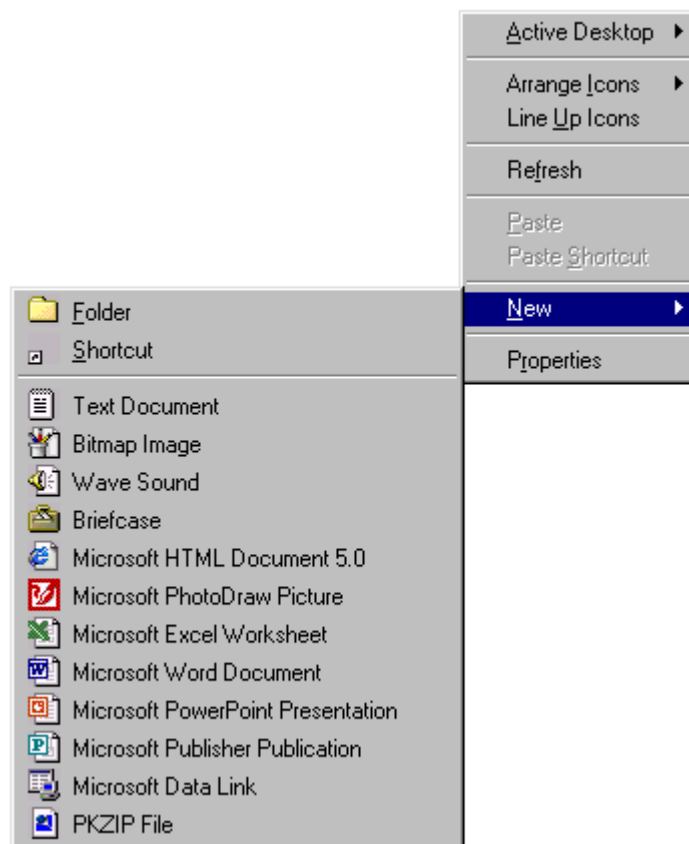 Active Desktop
Arrange Icons
Line Up Icons
Refresh
Paste
Paste Shortcut
New
Properties
Folder
Shortcut
Text Document
Bitmap Image
Wave Sound
Briefcase
Microsoft HTML Document 5.0
Microsoft PhotoDraw Picture
Microsoft Excel Worksheet
Microsoft Word Document
Microsoft PowerPoint Presentation
Microsoft Publisher Publication
Microsoft Data Link
PKZIP File